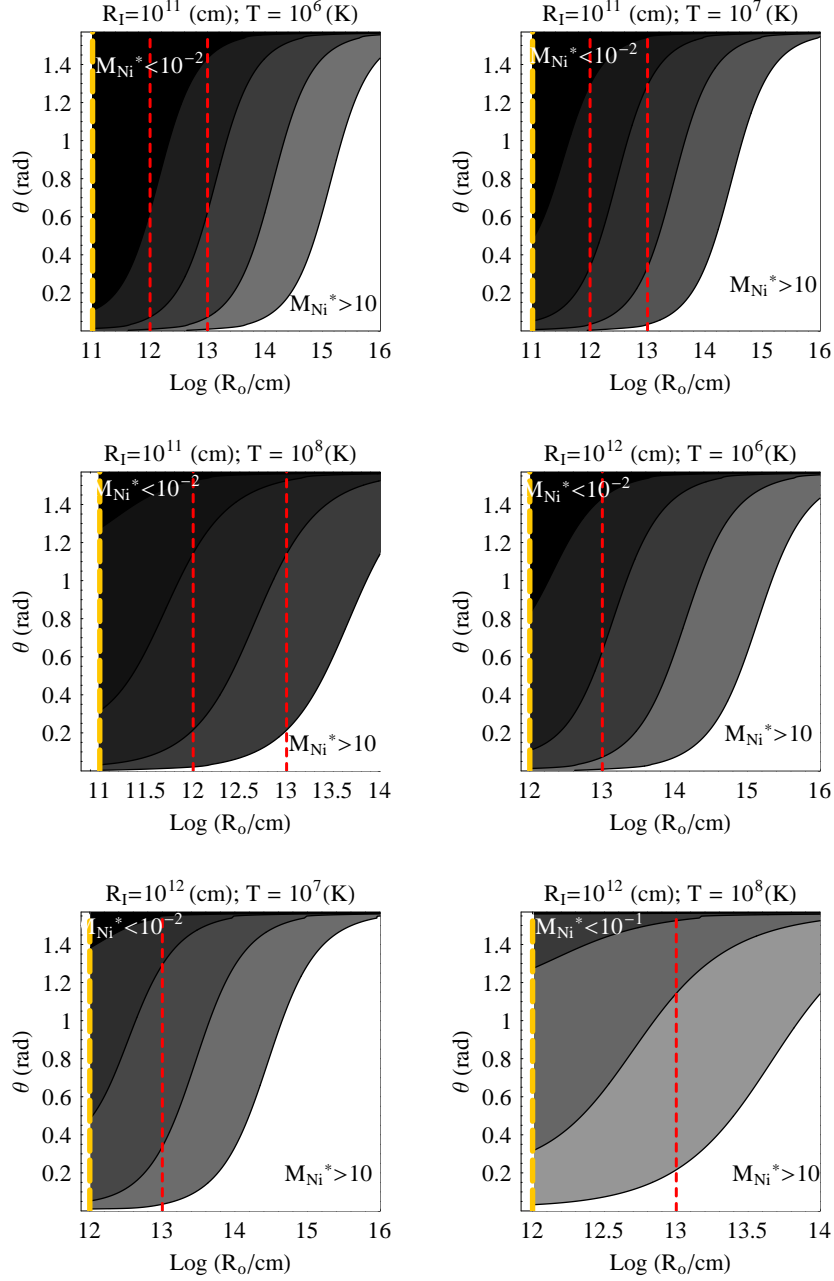 R_I=10^11 (cm); T = 10^6(K)
M_Ni*<10^-2
M_Ni*>10
θ (rad)
1.4
1.2
1
0.8
0.6
0.4
0.2
11 12 13 14 15 16
Log (R_o/cm)
R_I=10^11 (cm); T = 10^7(K)
M_Ni*<10^-2
M_Ni*>10
θ (rad)
1.4
1.2
1
0.8
0.6
0.4
0.2
11 12 13 14 15 16
Log (R_o/cm)
R_I=10^11 (cm); T = 10^8(K)
M_Ni*<10^-2
M_Ni*>10
θ (rad)
1.4
1.2
1
0.8
0.6
0.4
0.2
11 11.5 12 12.5 13 13.5 14
Log (R_o/cm)
R_I=10^12 (cm); T = 10^6(K)
M_Ni*<10^-2
M_Ni*>10
θ (rad)
1.4
1.2
1
0.8
0.6
0.4
0.2
12 13 14 15 16
Log (R_o/cm)
R_I=10^12 (cm); T = 10^7(K)
M_Ni*<10^-2
M_Ni*>10
θ (rad)
1.4
1.2
1
0.8
0.6
0.4
0.2
12 13 14 15 16
Log (R_o/cm)
R_I=10^12 (cm); T = 10^8(K)
M_Ni*<10^-1
M_Ni*>10
θ (rad)
1.4
1.2
1
0.8
0.6
0.4
0.2
12 12.5 13 13.5 14
Log (R_o/cm)